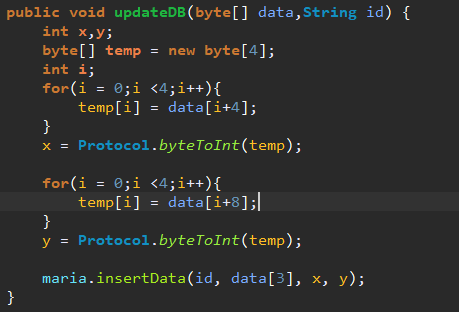 public void updateDB(byte[] data,String id) {
    int x,y;
    byte[] temp = new byte[4];
    int i;
    for(i = 0;i <4;i++){
        temp[i] = data[i+4];
    }
    x = Protocol.byteToInt(temp);

    for(i = 0;i <4;i++){
        temp[i] = data[i+8];
    }
    y = Protocol.byteToInt(temp);

    maria.insertData(id, data[3], x, y);
}